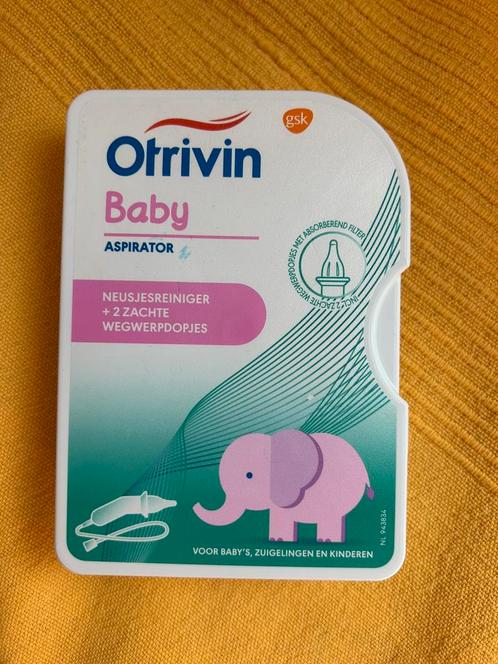 gsk
Otrivin
Baby
ASPIRATOR
NEUSJESREINIGER
+ 2 ZACHTE
WEGWERPDOPJES
INCL. 2 ZACHTE WEGWERPDOPJES MET ABSORBEREND FILTER
VOOR BABY'S, ZUIGELINGEN EN KINDEREN
NL 943834